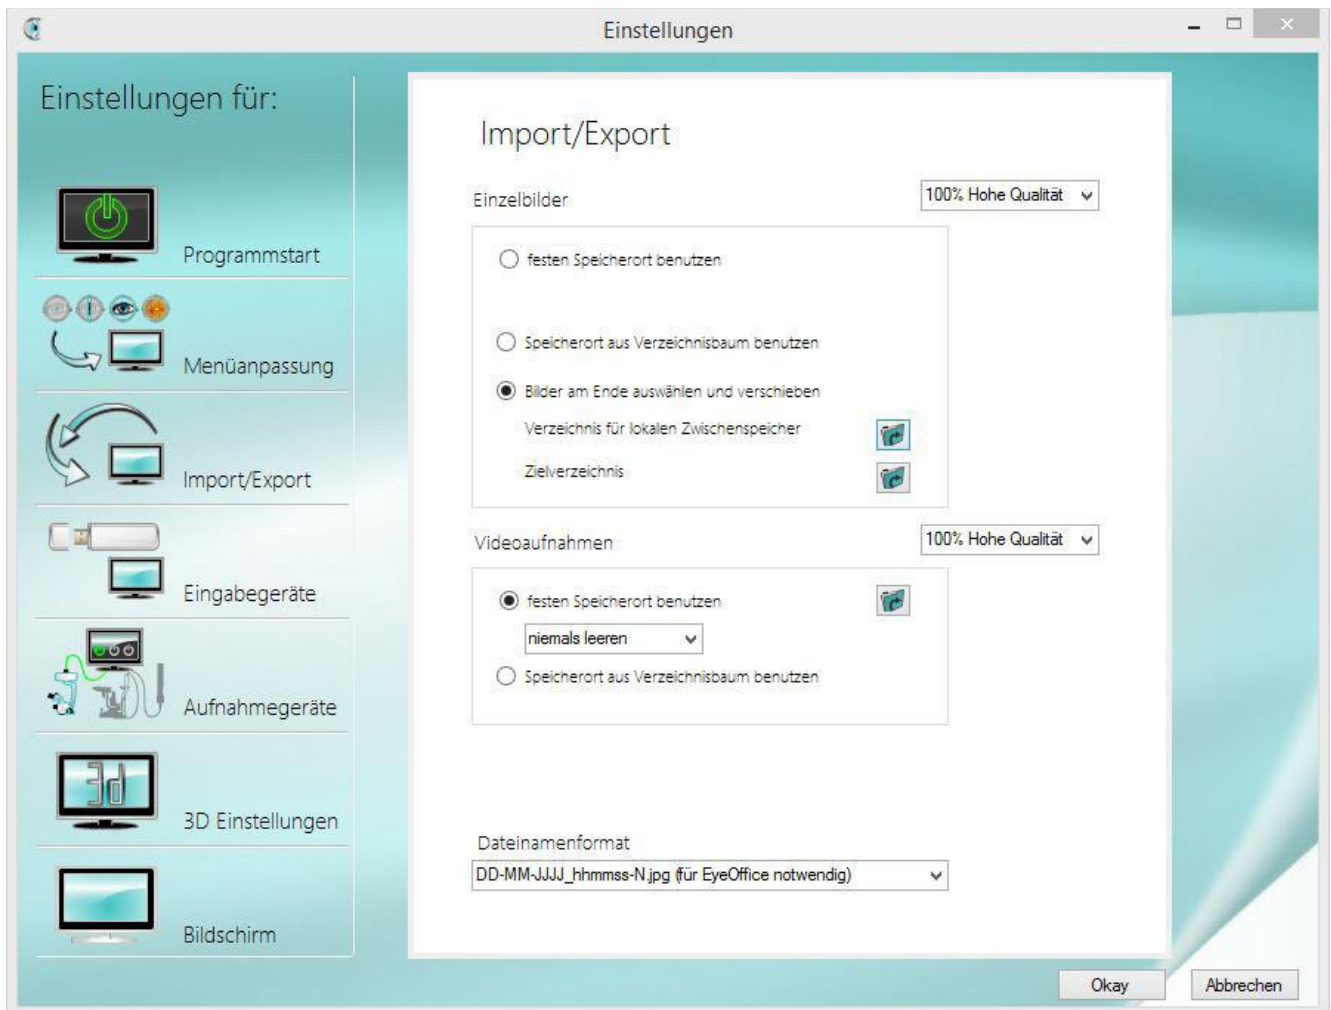 Einstellungen
Einstellungen für:
Programmstart
Menüanpassung
Import/Export
Eingabegeräte
Aufnahmegeräte
3d
3D Einstellungen
Bildschirm
Import/Export
Einzelbilder
100% Hohe Qualität
festen Speicherort benutzen
Speicherort aus Verzeichnisbaum benutzen
Bilder am Ende auswählen und verschieben
Verzeichnis für lokalen Zwischenspeicher
Zielverzeichnis
Videoaufnahmen
100% Hohe Qualität
festen Speicherort benutzen
niemals leeren
Speicherort aus Verzeichnisbaum benutzen
Dateinamenformat
DD-MM-JJJJ_hhmmss-N.jpg (für EyeOffice notwendig)
Okay
Abbrechen